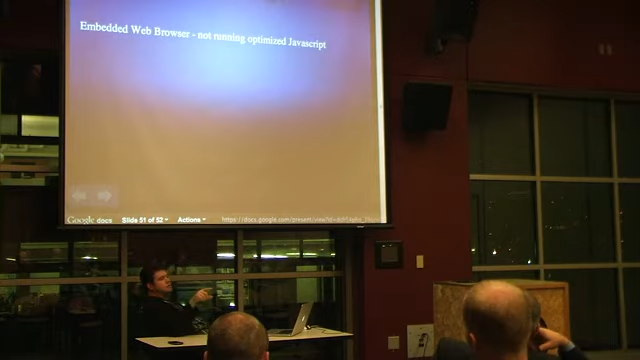 Embedded Web Browser - not running optimized Javascript
Google docs Slide 51 of 52 Actions